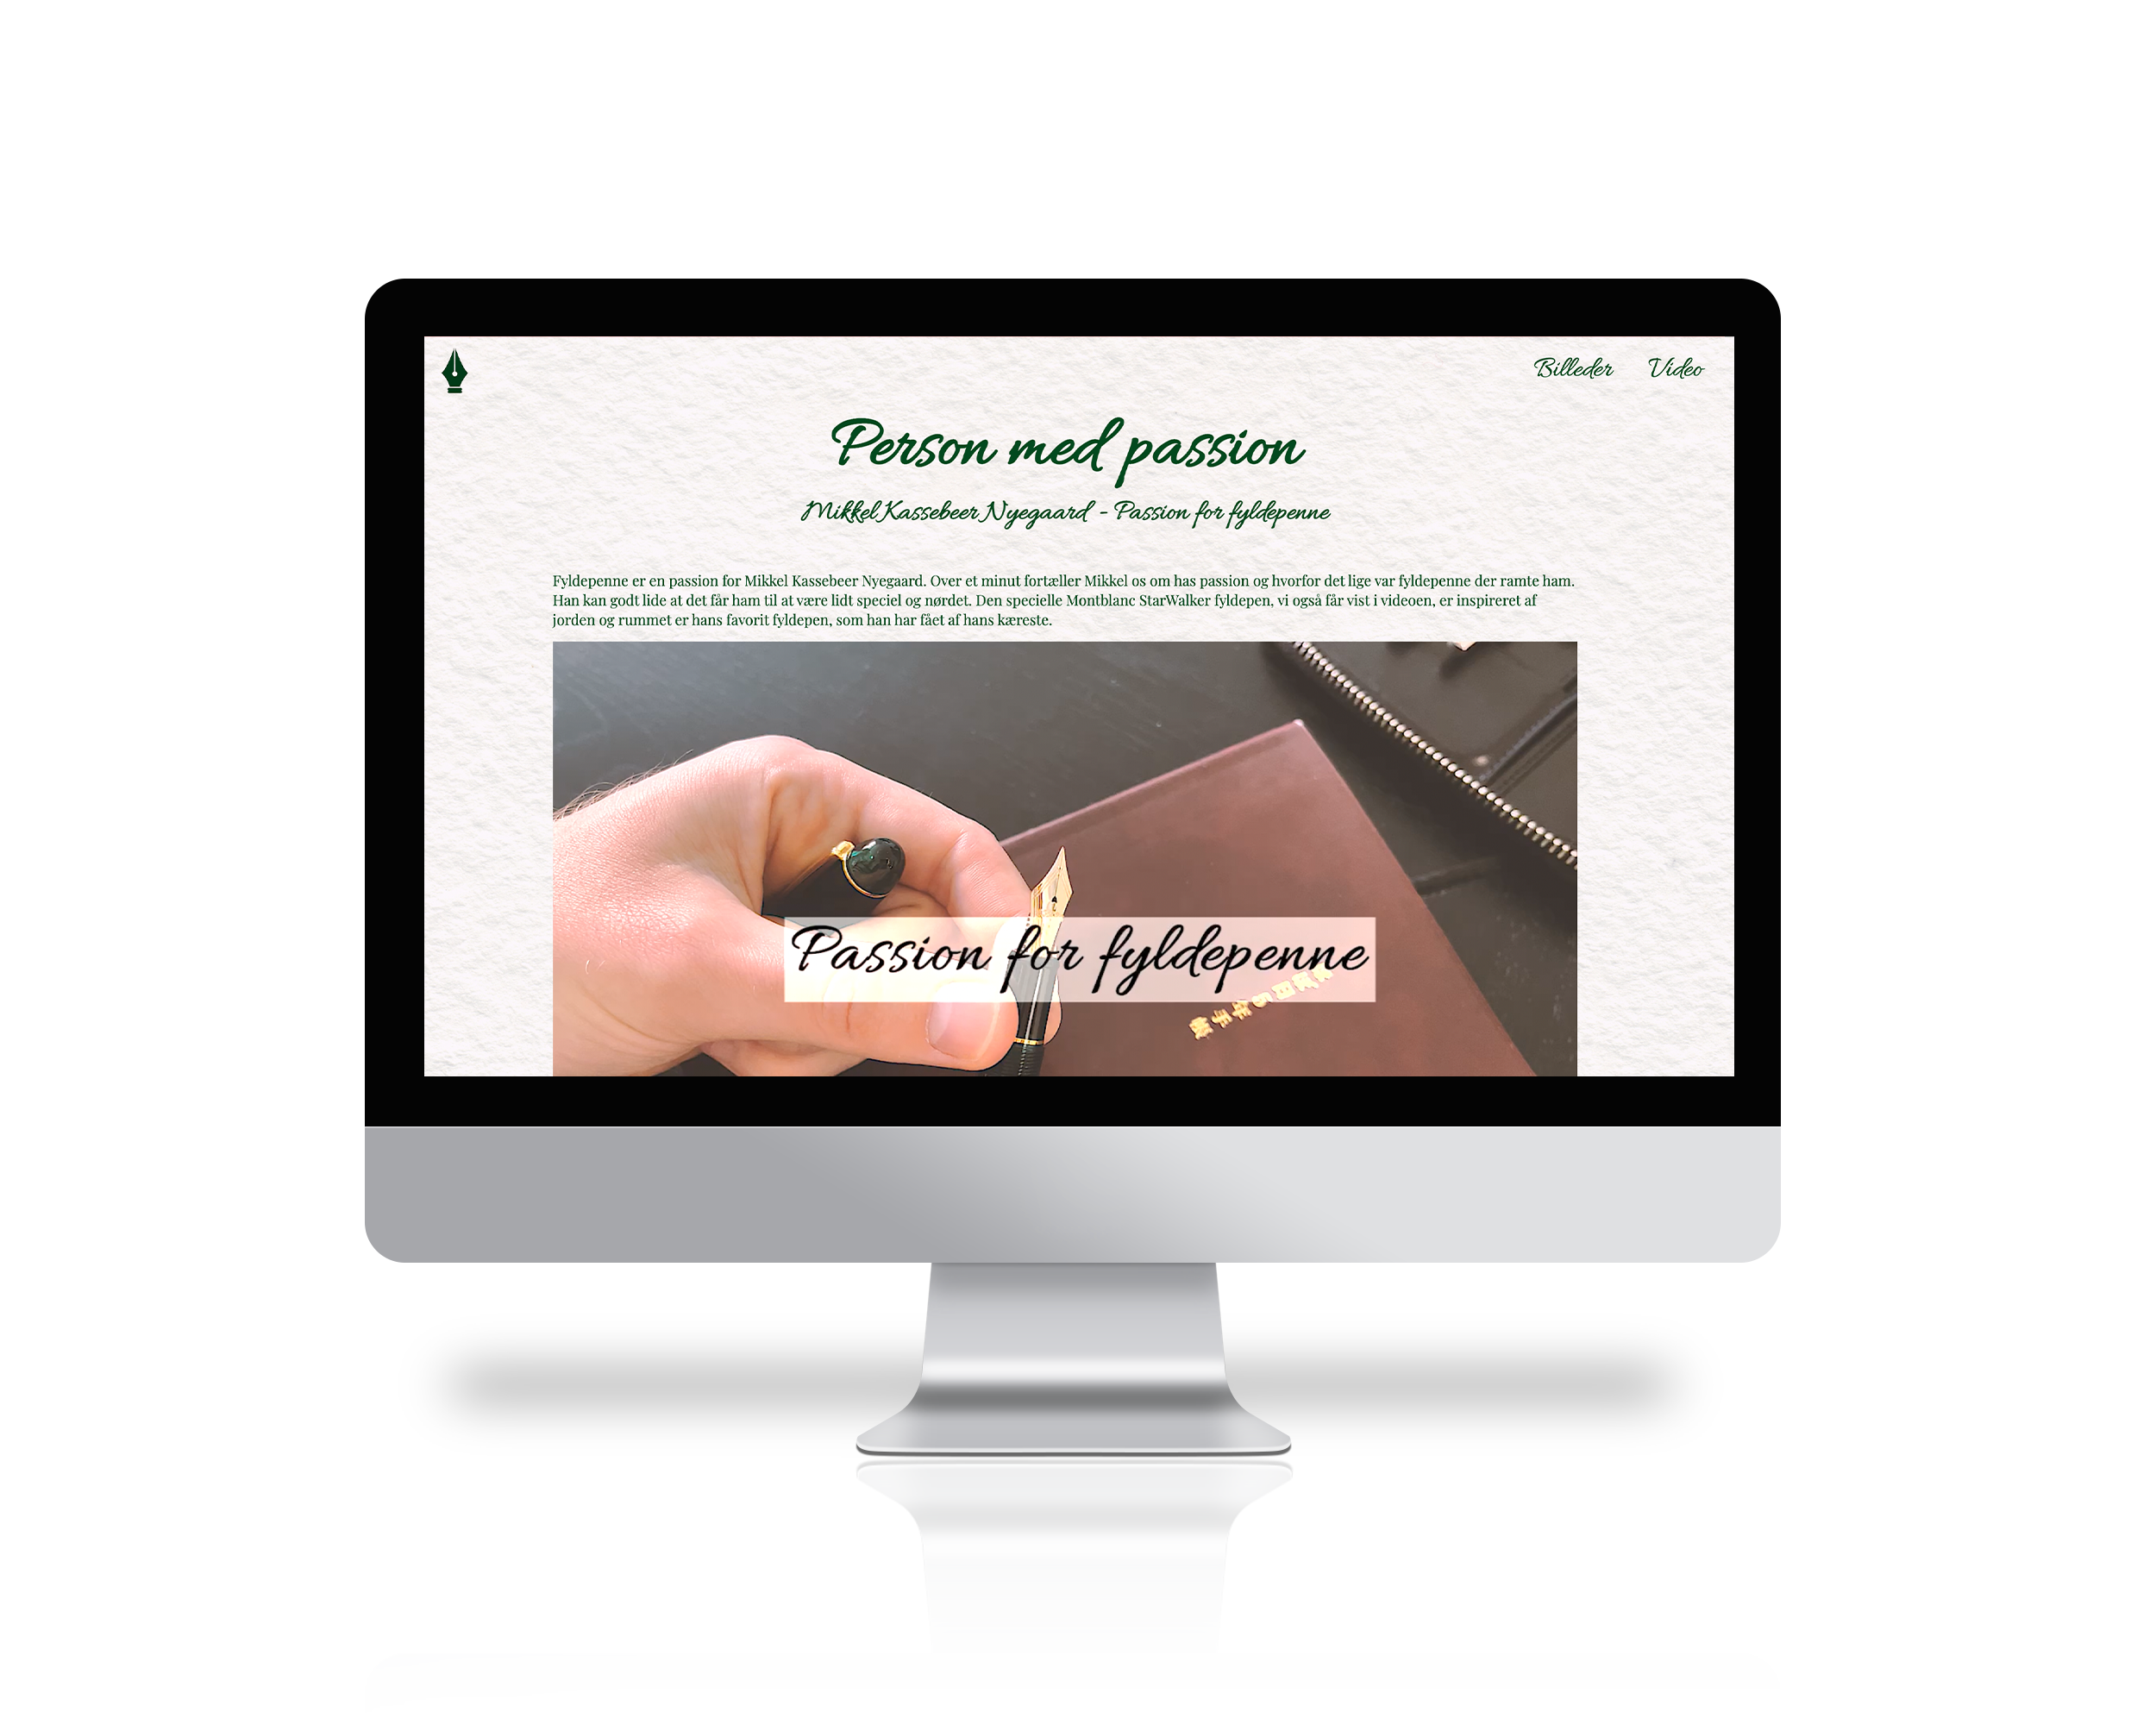 Billeder Video
Person med passion
Mikkel Kassebeer Nyegaard - Passion for fyldepenne
Fyldepenne er en passion for Mikkel Kassebeer Nyegaard. Over et minut fortæller Mikkel os om has passion og hvorfor det lige var fyldepenne der ramte ham.
Han kan godt lide at det får ham til at være lidt speciel og nørdet. Den specielle Montblanc StarWalker fyldepen, vi også får vist i videoen, er inspireret af
jorden og rummet er hans favorit fyldepen, som han har fået af hans kæreste.
Passion for fyldepenne